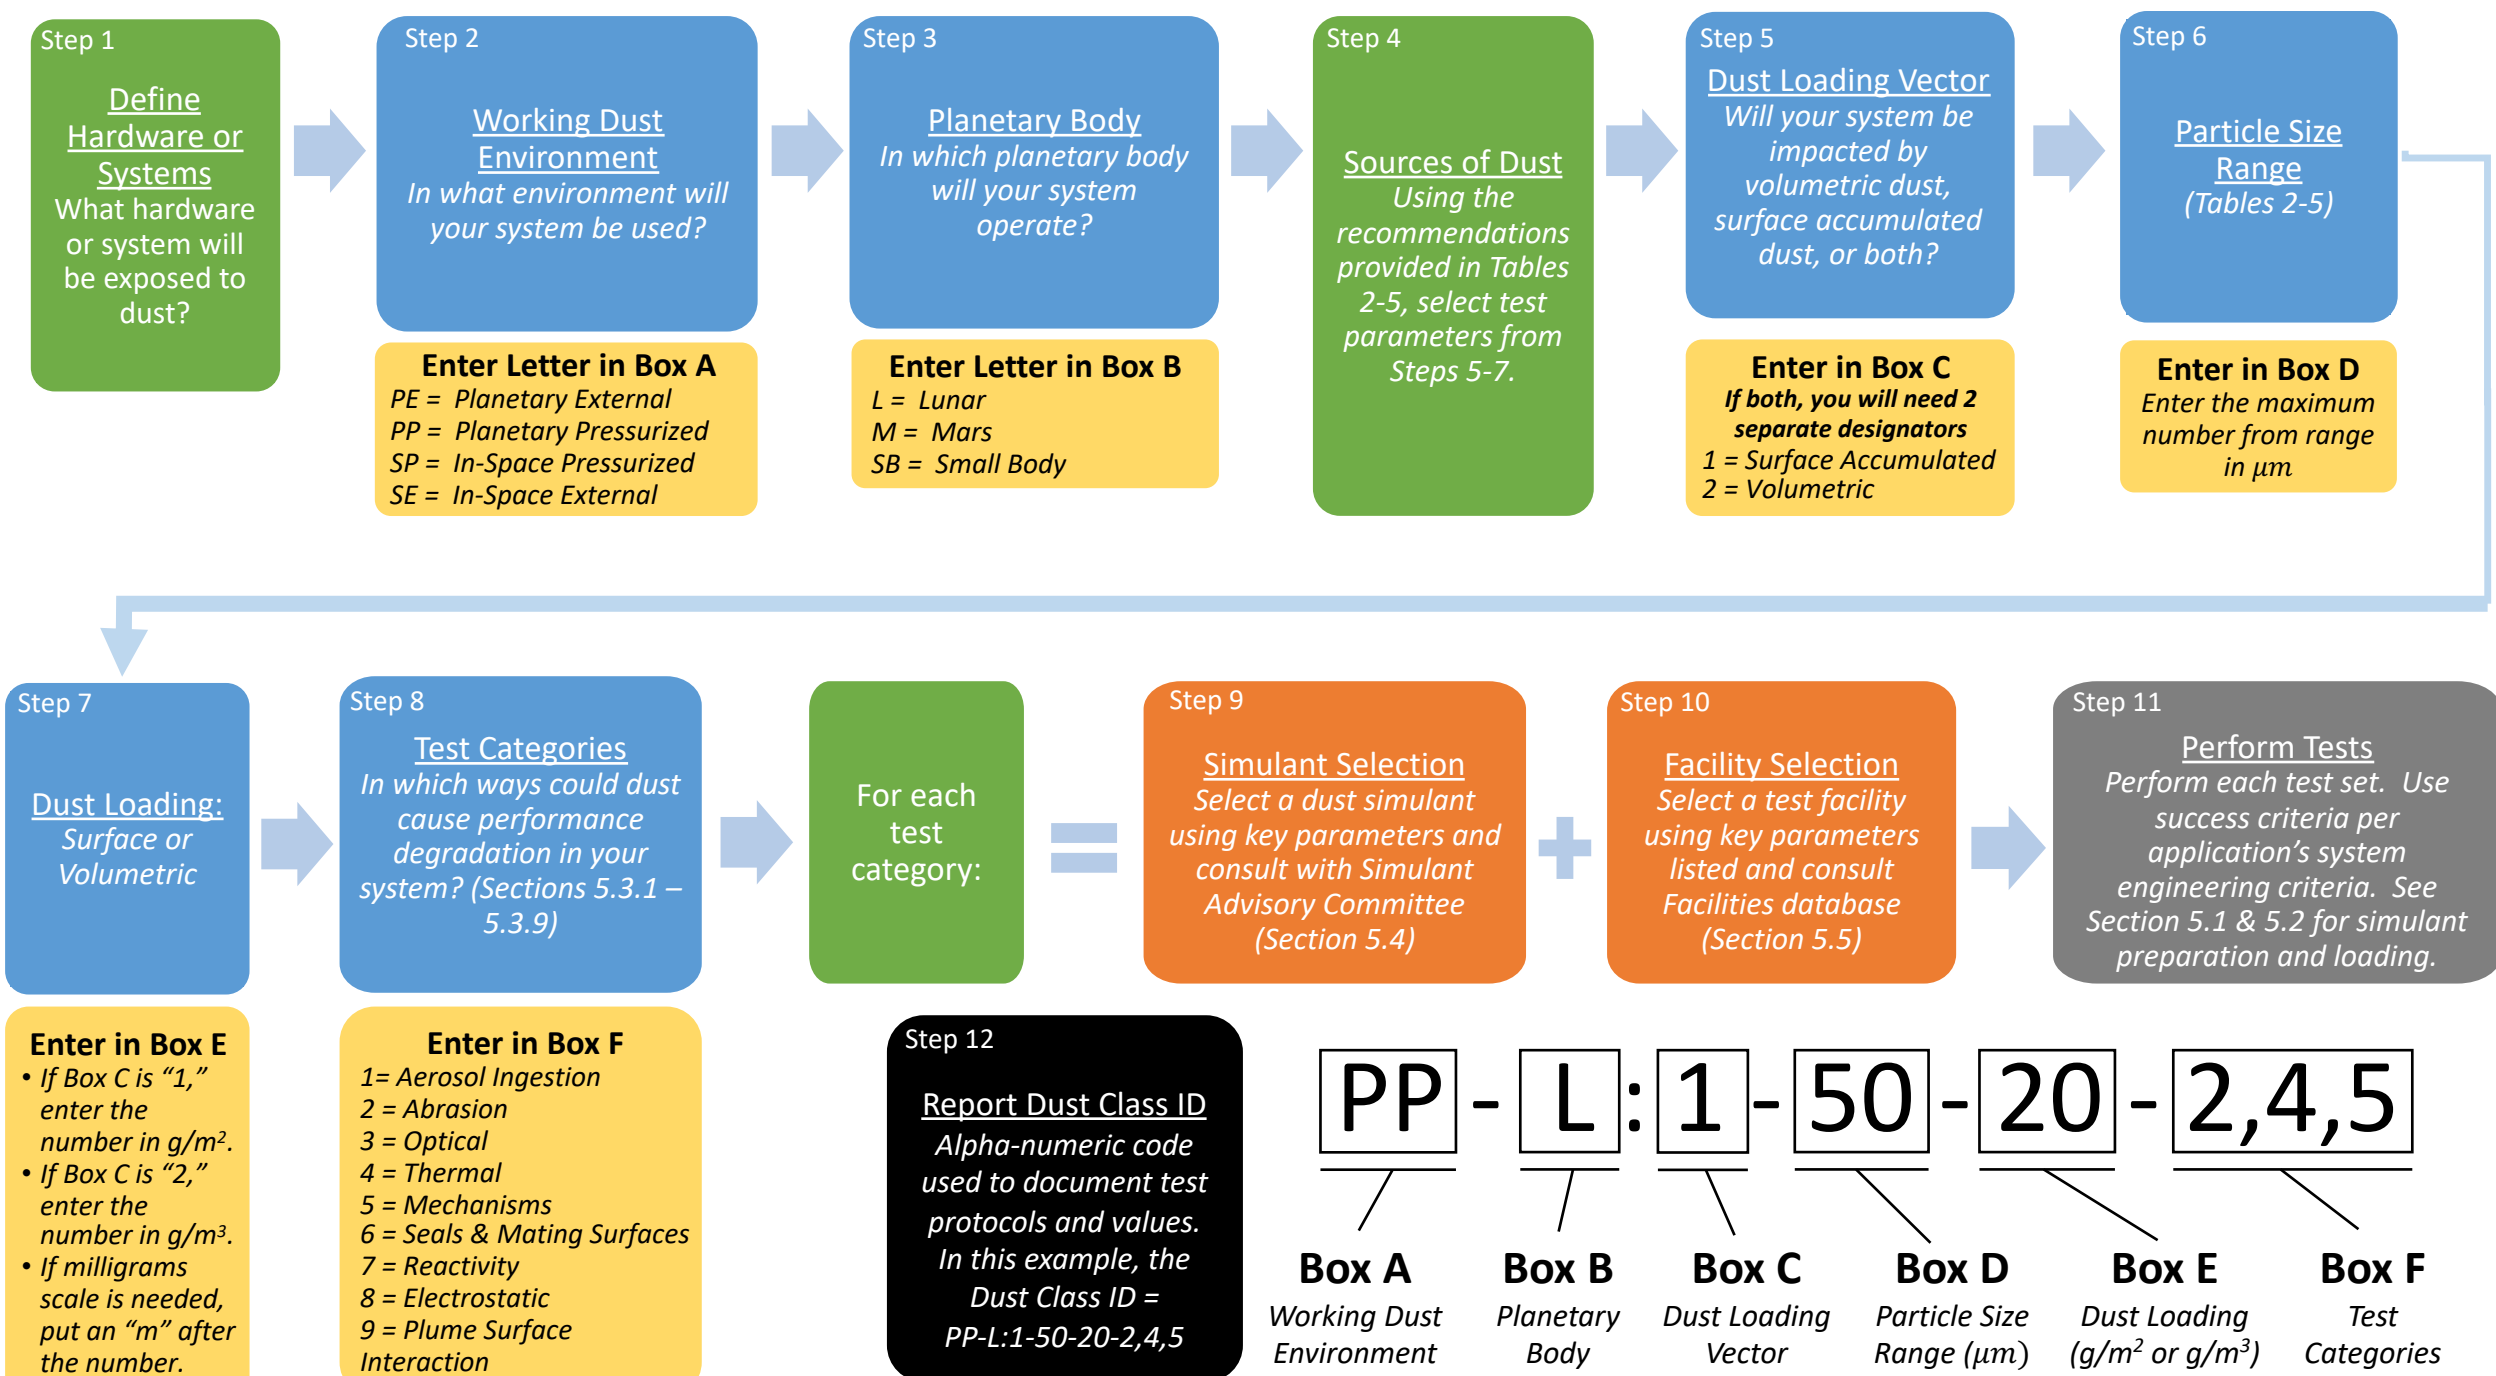 Step 1
Define
Hardware or
Systems
What hardware
or system will
be exposed to
dust?
Step 2
Working Dust
Environment
In what environment will
your system be used?
Enter Letter in Box A
PE = Planetary External
PP = Planetary Pressurized
SP = In-Space Pressurized
SE = In-Space External
Step 3
Planetary Body
In which planetary body
will your system
operate?
Enter Letter in Box B
L = Lunar
M = Mars
SB = Small Body
Step 4
Sources of Dust
Using the
recommendations
provided in Tables
2-5, select test
parameters from
Steps 5-7.
Step 5
Dust Loading Vector
Will your system be
impacted by
volumetric dust,
surface accumulated
dust, or both?
Enter in Box C
If both, you will need 2
separate designators
1 = Surface Accumulated
2 = Volumetric
Step 6
Particle Size
Range
(Tables 2-5)
Enter in Box D
Enter the maximum
number from range
in μm
Step 7
Dust Loading:
Surface or
Volumetric
Enter in Box E
• If Box C is “1,”
enter the
number in g/m².
• If Box C is “2,”
enter the
number in g/m³.
• If milligrams
scale is needed,
put an “m” after
the number.
Step 8
Test Categories
In which ways could dust
cause performance
degradation in your
system? (Sections 5.3.1 –
5.3.9)
Enter in Box F
1= Aerosol Ingestion
2 = Abrasion
3 = Optical
4 = Thermal
5 = Mechanisms
6 = Seals & Mating Surfaces
7 = Reactivity
8 = Electrostatic
9 = Plume Surface
Interaction
For each
test
category:
Step 9
Simulant Selection
Select a dust simulant
using key parameters and
consult with Simulant
Advisory Committee
(Section 5.4)
Step 10
Facility Selection
Select a test facility
using key parameters
listed and consult
Facilities database
(Section 5.5)
Step 11
Perform Tests
Perform each test set. Use
success criteria per
application’s system
engineering criteria. See
Section 5.1 & 5.2 for simulant
preparation and loading.
Step 12
Report Dust Class ID
Alpha-numeric code
used to document test
protocols and values.
In this example, the
Dust Class ID =
PP-L:1-50-20-2,4,5
PP - L : 1 - 50 - 20 - 2,4,5
Box A
Working Dust
Environment
Box B
Planetary
Body
Box C
Dust Loading
Vector
Box D
Particle Size
Range (μm)
Box E
Dust Loading
(g/m² or g/m³)
Box F
Test
Categories